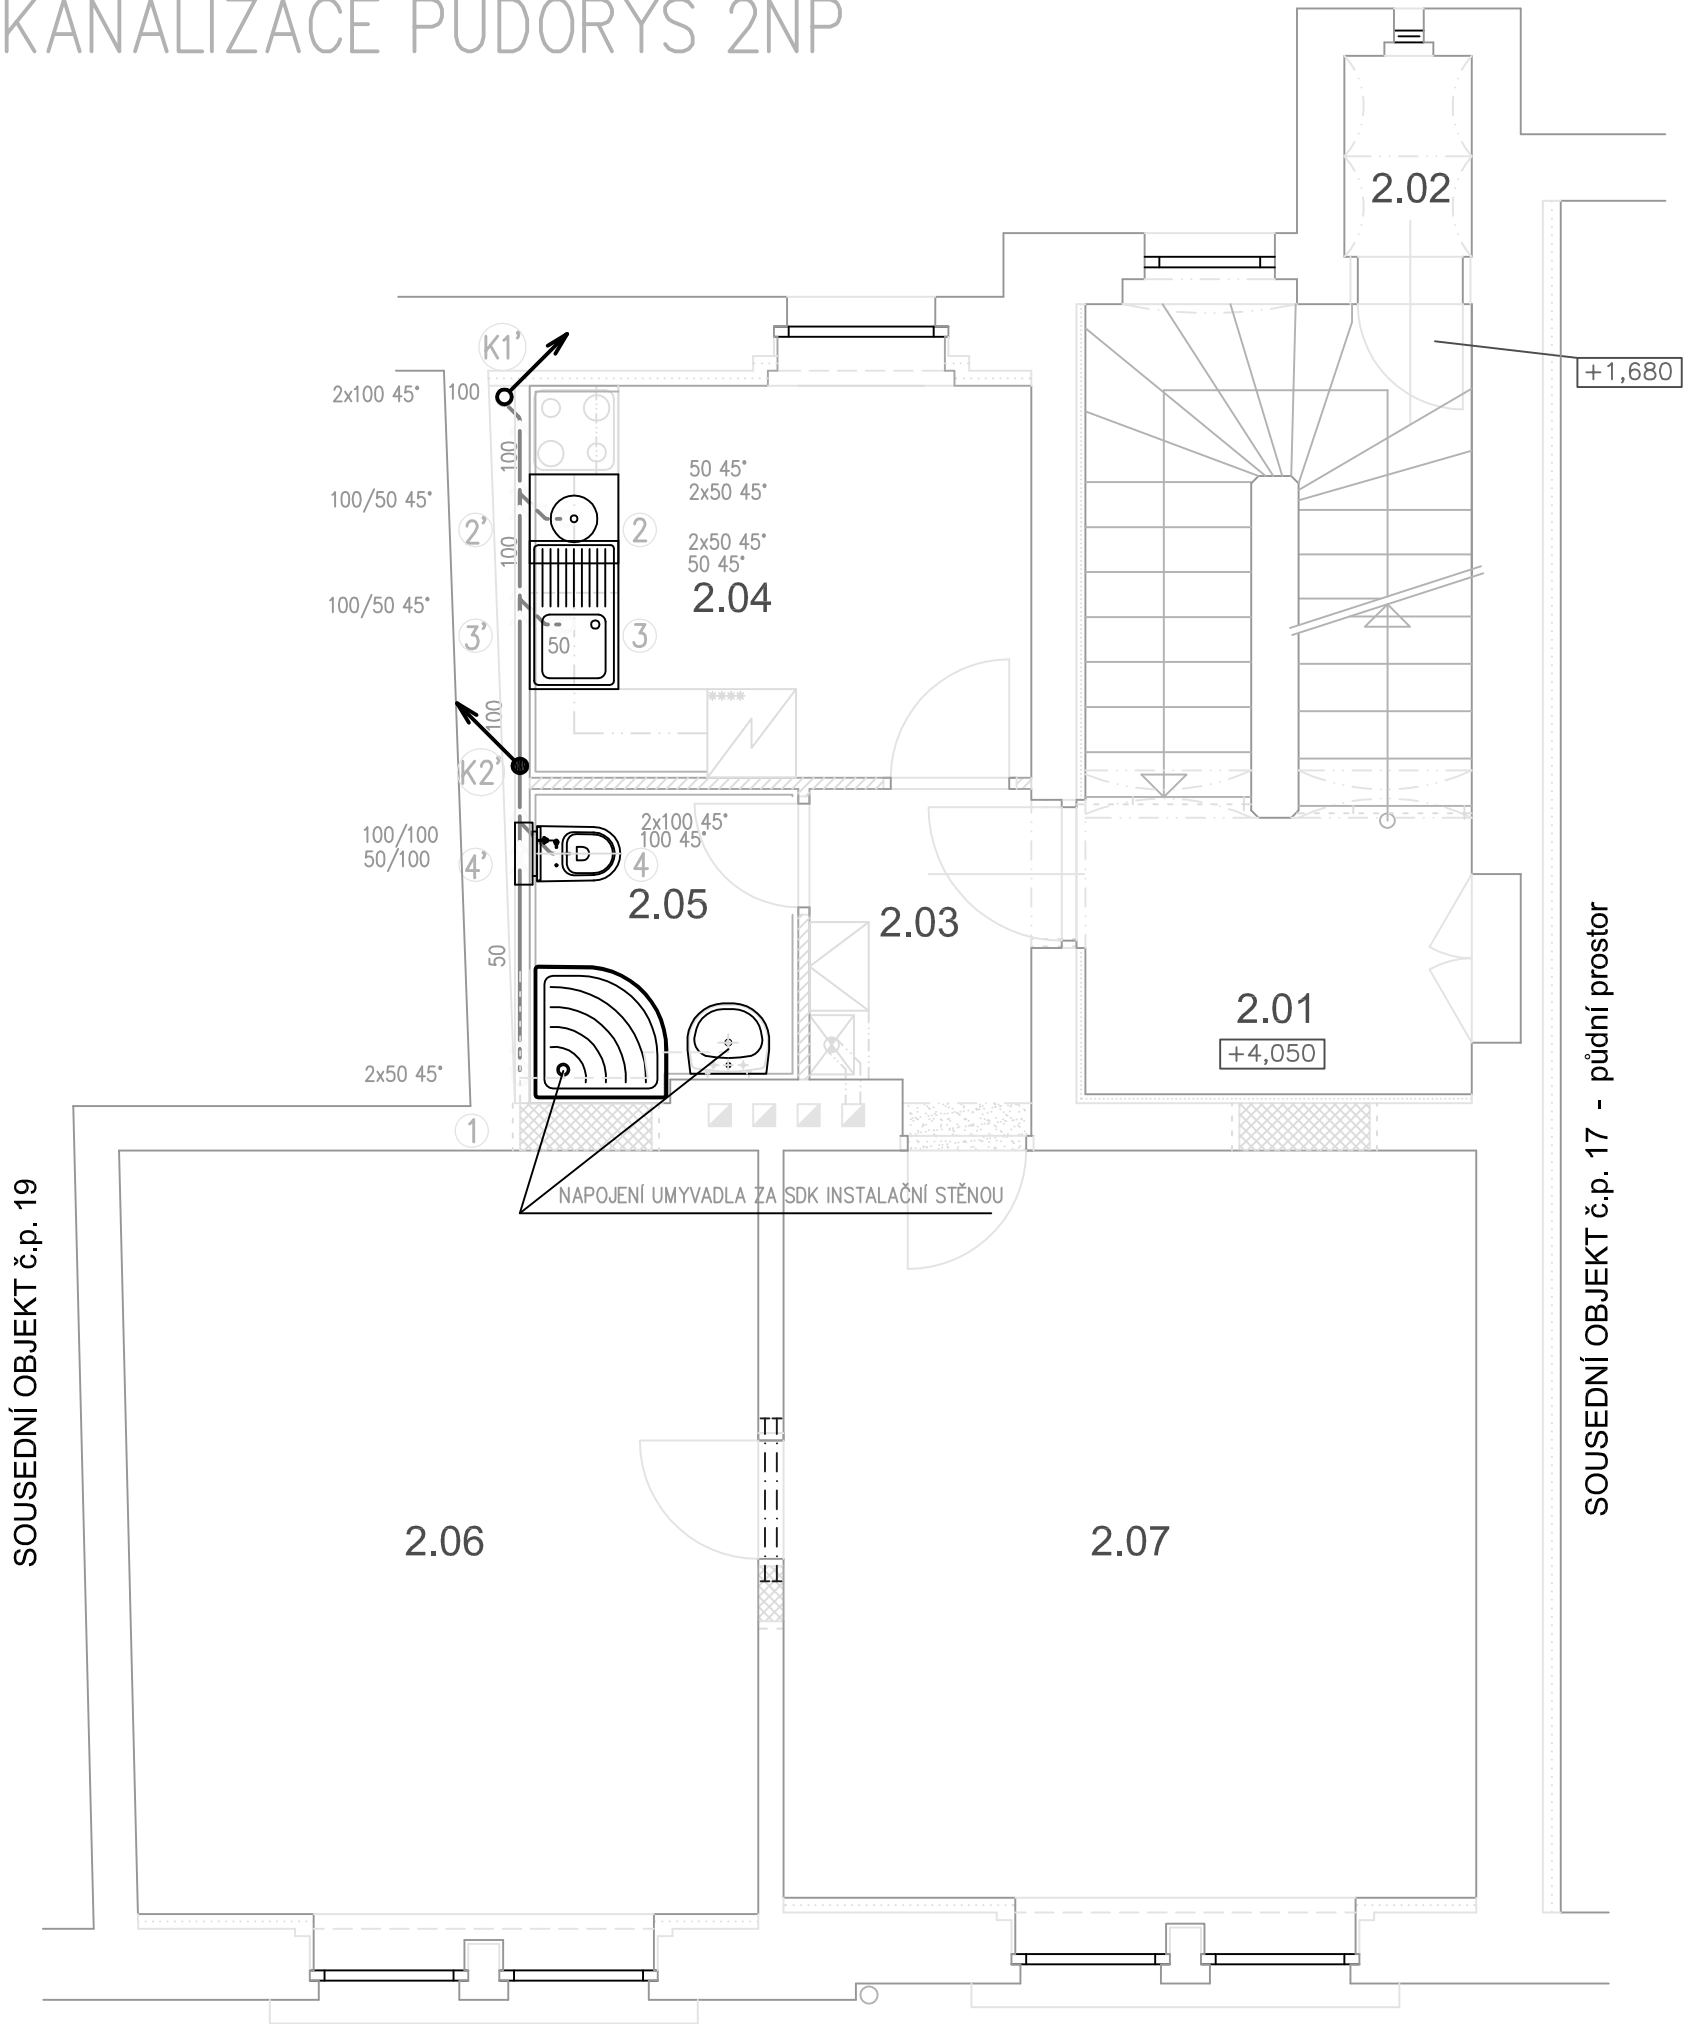 KANALIZACE PŮDORYS 2NP
2.02
K1'
+1,680
2x100 45°
100
100
50 45°
2x50 45°
100/50 45°
2'
2
100
2x50 45°
50 45°
2.04
100/50 45°
3'
50
3
100
K2'
2x100 45°
100 45°
100/100
50/100
4'
4
2.05
2.03
50
2.01
+4,050
2x50 45°
1
NAPOJENÍ UMYVADLA ZA SDK INSTALAČNÍ STĚNOU
SOUSEDNÍ OBJEKT č.p. 19
SOUSEDNÍ OBJEKT č.p. 17 - půdní prostor
2.06
2.07